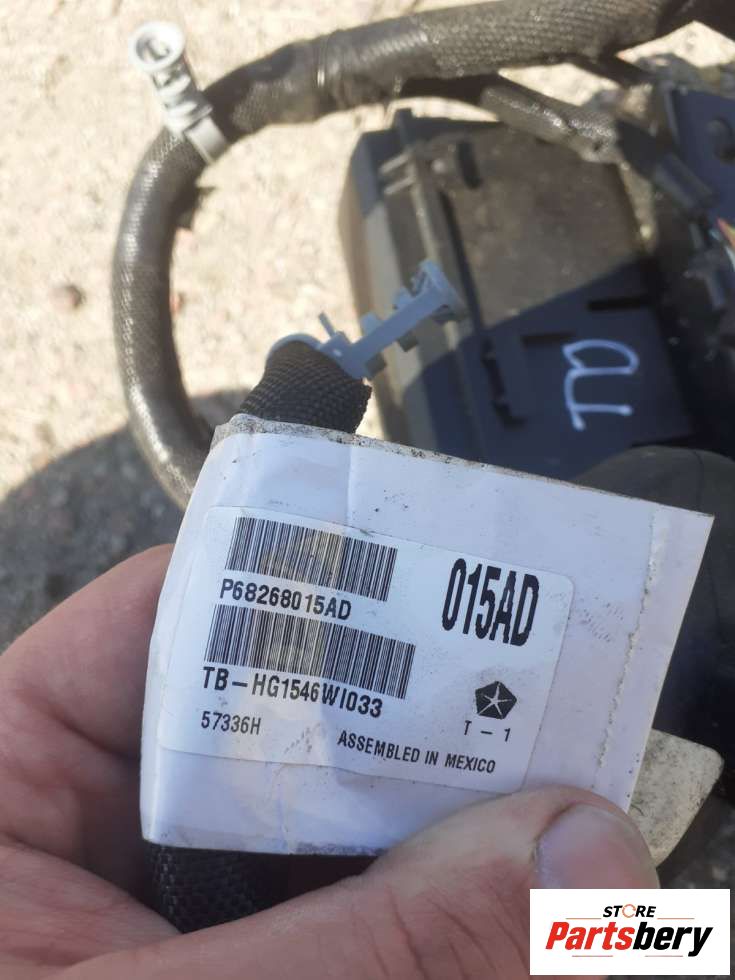 P68268015AD
015AD
TB-HG1546WI033
57336H
T-1
ASSEMBLED IN MEXICO
STORE
Partsbery